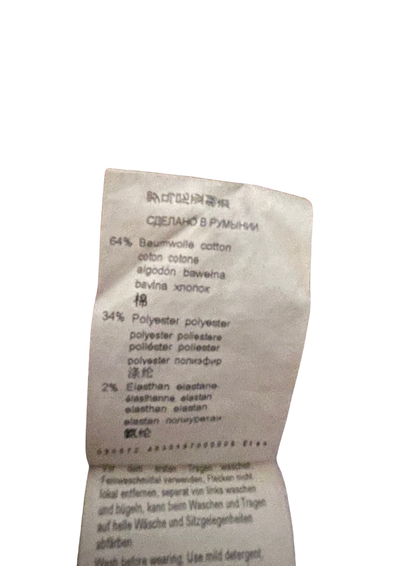 СДЕЛАНО В РУМЫНИИ
64% Baumwolle cotton
coton cotone
algodón bawełna
bavlna хлопок
棉
34% Polyester polyester
polyester poliestere
poliéster poliester
polyester полиэфир
涤纶
2% Elasthan elastane
élasthanne elastan
elasthan elastan
elastan полиуретан
氨纶
Vor dem ersten Tragen waschen.
Feinwaschmittel verwenden, Flecken nicht
lokal entfernen, separat von links waschen
und bügeln, kann beim Waschen und Tragen
auf helle Wäsche und Sitzgelegenheiten
abfärben.
Wash before wearing. Use mild detergent,